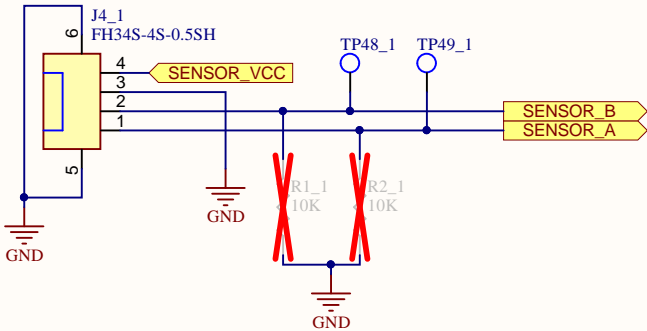 J4_1
FH34S-4S-0.5SH
6
4
3
2
1
5
SENSOR_VCC
TP48_1
TP49_1
SENSOR_B
SENSOR_A
R1_1
10K
R2_1
10K
GND
GND
GND